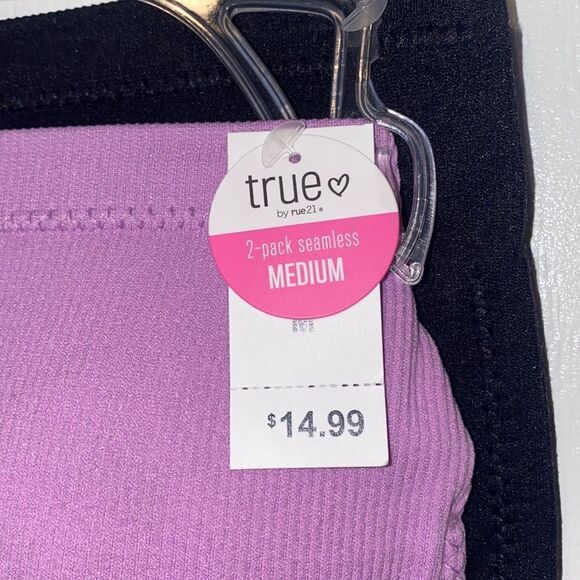 true♡
by rue21®
2-pack seamless
MEDIUM
M
$14.99